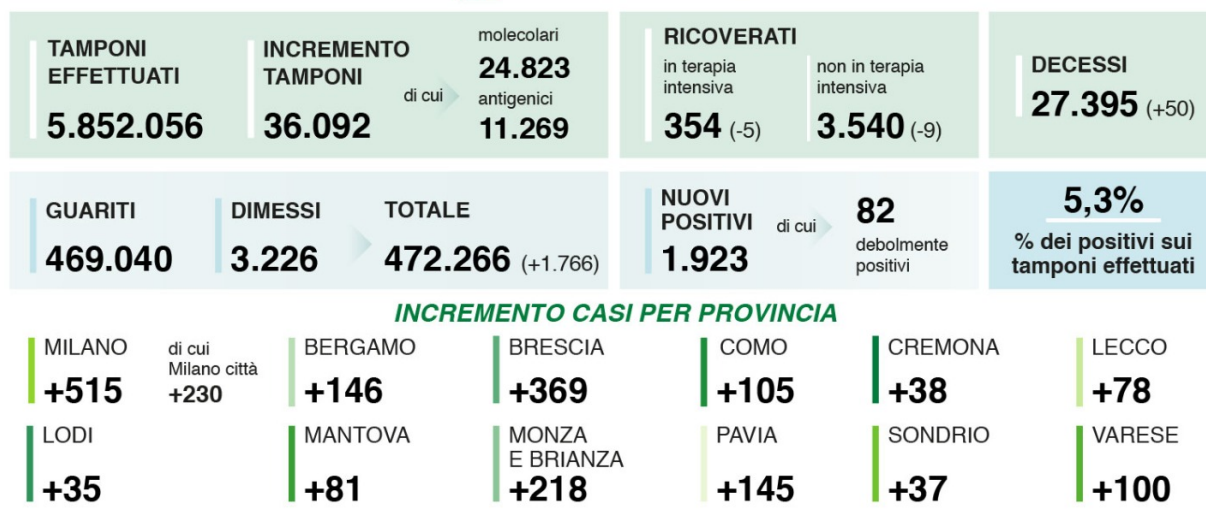 TAMPONI
EFFETTUATI
5.852.056
INCREMENTO
TAMPONI
36.092
di cui
molecolari
24.823
antigenici
11.269
RICOVERATI
in terapia
intensiva
354 (-5)
non in terapia
intensiva
3.540 (-9)
DECESSI
27.395 (+50)
GUARITI
469.040
DIMESSI
3.226
TOTALE
472.266 (+1.766)
NUOVI
POSITIVI
1.923
di cui
82
debolmente
positivi
5,3%
% dei positivi sui
tamponi effettuati
INCREMENTO CASI PER PROVINCIA
MILANO
+515
di cui
Milano città
+230
BERGAMO
+146
BRESCIA
+369
COMO
+105
CREMONA
+38
LECCO
+78
LODI
+35
MANTOVA
+81
MONZA
E BRIANZA
+218
PAVIA
+145
SONDRIO
+37
VARESE
+100